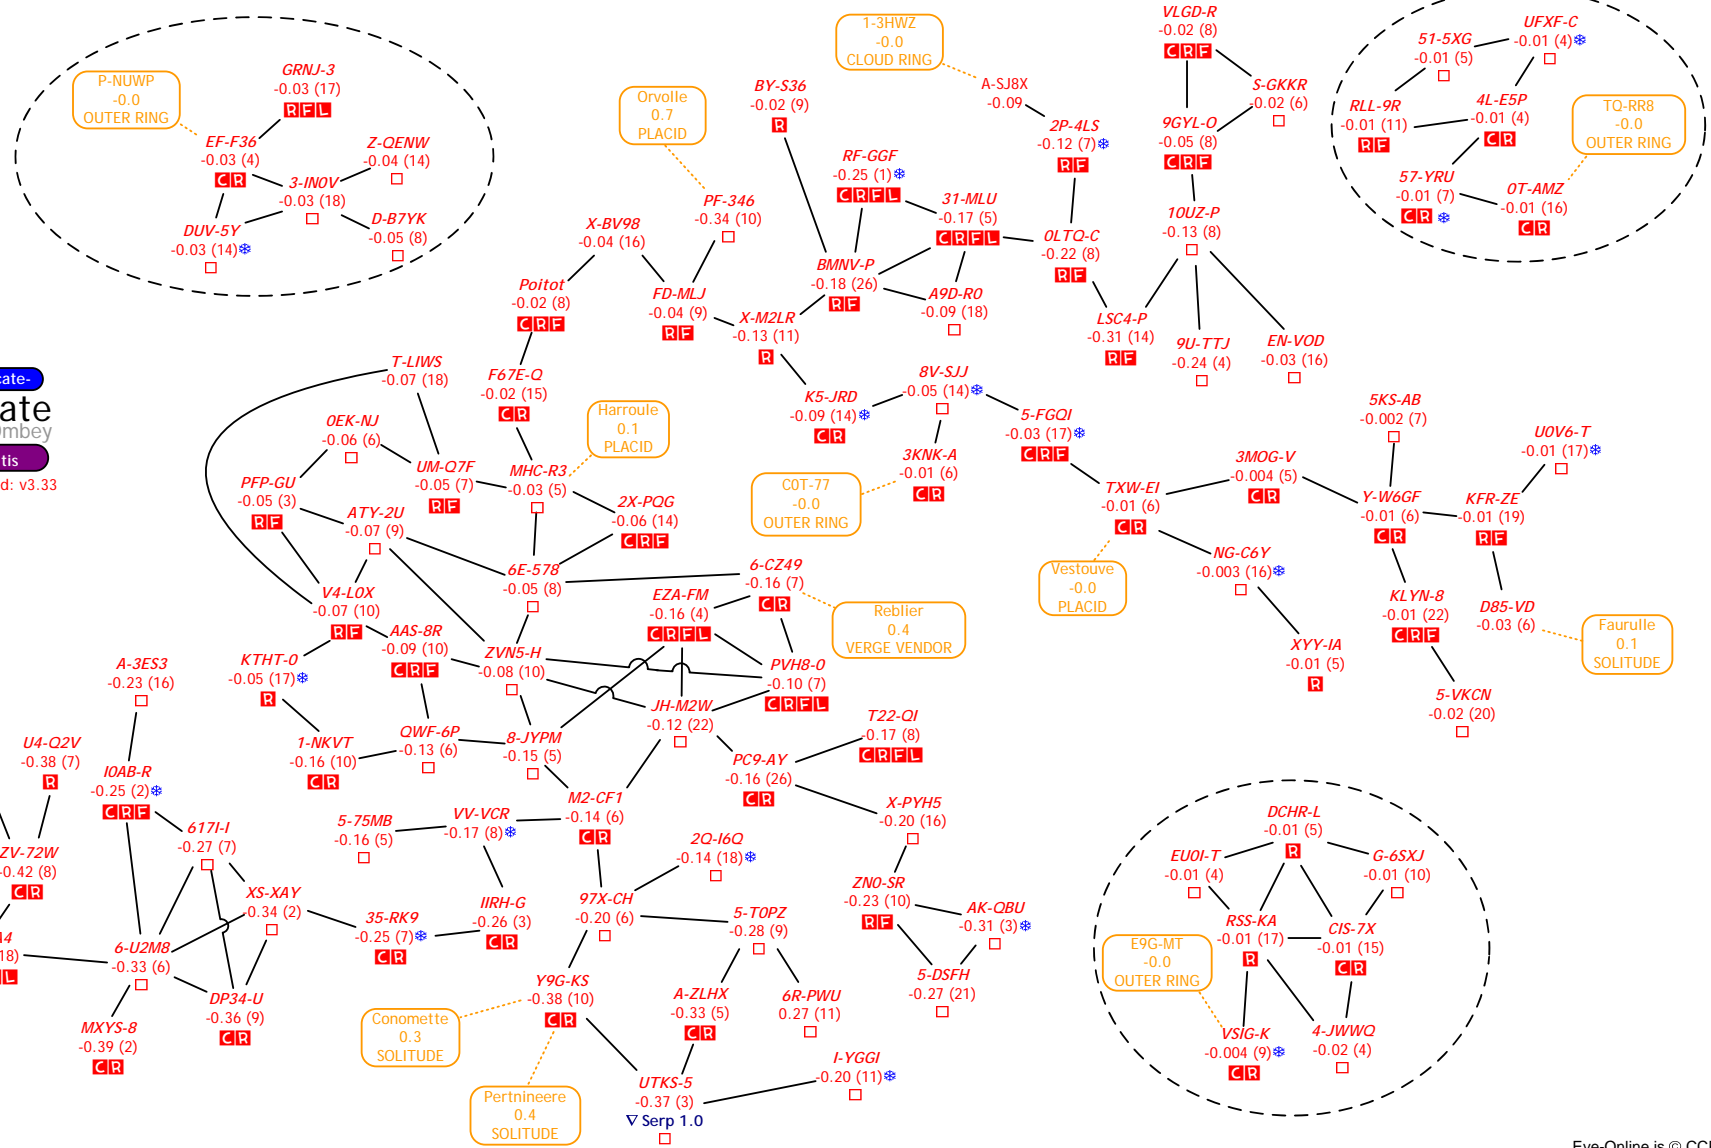 P-NUWP
-0.0
OUTER RING
GRNJ-3
-0.03 (17)
R F L
EF-F36
-0.03 (4)
C R
Z-QENW
-0.04 (14)
3-IN0V
-0.03 (18)
DUV-5Y
-0.03 (14)
D-B7YK
-0.05 (8)
1-3HWZ
-0.0
CLOUD RING
Orvolle
0.7
PLACID
BY-S36
-0.02 (9)
R
A-SJ8X
-0.09
2P-4LS
-0.12 (7)
R F
RF-GGF
-0.25 (1)
C R F L
PF-346
-0.34 (10)
31-MLU
-0.17 (5)
C R F L
X-BV98
-0.04 (16)
0LTQ-C
-0.22 (8)
R F
BMNV-P
-0.18 (26)
R F
Poitot
-0.02 (8)
C R F
FD-MLJ
-0.04 (9)
R F
A9D-R0
-0.09 (18)
X-M2LR
-0.13 (11)
R
VLGD-R
-0.02 (8)
C R F
S-GKKR
-0.02 (6)
9GYL-O
-0.05 (8)
C R F
10UZ-P
-0.13 (8)
LSC4-P
-0.31 (14)
R F
9U-TTJ
-0.24 (4)
EN-VOD
-0.03 (16)
UFXF-C
-0.01 (4)
51-5XG
-0.01 (5)
RLL-9R
-0.01 (11)
R F
4L-E5P
-0.01 (4)
C R
TQ-RR8
-0.0
OUTER RING
57-YRU
-0.01 (7)
C R
0T-AMZ
-0.01 (16)
C R
cate-
ate
Ombey
tis
d: v3.33
T-LIWS
-0.07 (18)
F67E-Q
-0.02 (15)
C R
K5-JRD
-0.09 (14)
C R
8V-SJJ
-0.05 (14)
5-FGQI
-0.03 (17)
C R F
3KNK-A
-0.01 (6)
C R
Harroule
0.1
PLACID
0EK-NJ
-0.06 (6)
UM-Q7F
-0.05 (7)
R F
MHC-R3
-0.03 (5)
PFP-GU
-0.05 (3)
R F
ATY-2U
-0.07 (9)
2X-PQG
-0.06 (14)
C R F
C0T-77
-0.0
OUTER RING
TXW-EI
-0.01 (6)
C R
3MOG-V
-0.004 (5)
C R
5KS-AB
-0.002 (7)
U0V6-T
-0.01 (17)
Y-W6GF
-0.01 (6)
C R
KFR-ZE
-0.01 (19)
R F
Vestouve
-0.0
PLACID
NG-C6Y
-0.003 (16)
KLYN-8
-0.01 (22)
C R F
D85-VD
-0.03 (6)
Faurulle
0.1
SOLITUDE
XYY-IA
-0.01 (5)
R
5-VKCN
-0.02 (20)
6E-578
-0.05 (8)
6-CZ49
-0.16 (7)
C R
V4-L0X
-0.07 (10)
R F
EZA-FM
-0.16 (4)
C R F L
Reblier
0.4
VERGE VENDOR
AAS-8R
-0.09 (10)
C R F
KTHT-0
-0.05 (17)
R
ZVN5-H
-0.08 (10)
PVH8-0
-0.10 (7)
C R F L
A-3ES3
-0.23 (16)
JH-M2W
-0.12 (22)
T22-QI
-0.17 (8)
C R F L
U4-Q2V
-0.38 (7)
R
1-NKVT
-0.16 (10)
C R
QWF-6P
-0.13 (6)
8-JYPM
-0.15 (5)
PC9-AY
-0.16 (26)
C R
I0AB-R
-0.25 (2)
C R F
M2-CF1
-0.14 (6)
C R
X-PYH5
-0.20 (16)
5-75MB
-0.16 (5)
VV-VCR
-0.17 (8)
617I-I
-0.27 (7)
2Q-I6Q
-0.14 (18)
ZV-72W
-0.42 (8)
C R
XS-XAY
-0.34 (2)
ZN0-SR
-0.23 (10)
R F
97X-CH
-0.20 (6)
IIRH-G
-0.26 (3)
C R
5-T0PZ
-0.28 (9)
AK-QBU
-0.31 (3)
35-RK9
-0.25 (7)
C R
A4
18)
L
6-U2M8
-0.33 (6)
5-DSFH
-0.27 (21)
Y9G-KS
-0.38 (10)
C R
A-ZLHX
-0.33 (5)
C R
6R-PWU
0.27 (11)
DP34-U
-0.36 (9)
C R
MXYS-8
-0.39 (2)
C R
Conomette
0.3
SOLITUDE
I-YGGI
-0.20 (11)
UTKS-5
-0.37 (3)
∇ Serp 1.0
Pertnineere
0.4
SOLITUDE
DCHR-L
-0.01 (5)
R
EU0I-T
-0.01 (4)
G-6SXJ
-0.01 (10)
RSS-KA
-0.01 (17)
R
CIS-7X
-0.01 (15)
C R
E9G-MT
-0.0
OUTER RING
VSIG-K
-0.004 (9)
C R
4-JWWQ
-0.02 (4)
Eve-Online is © CCI